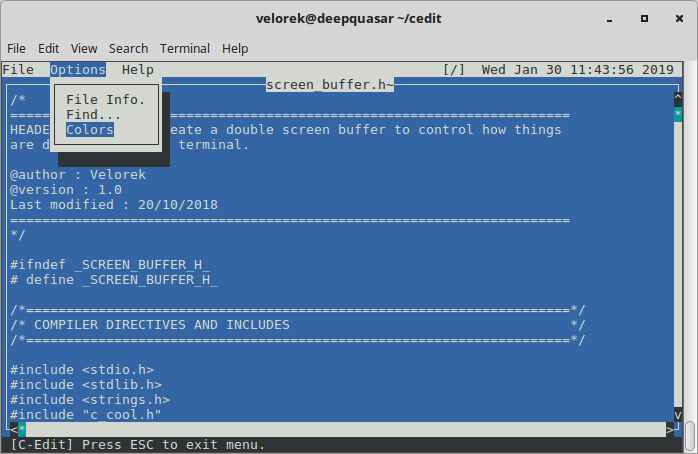 velorek@deepquasar ~/cedit
File Edit View Search Terminal Help
File Options Help [/] Wed Jan 30 11:43:56 2019
screen_buffer.h~
File Info.
Find...
Colors
/* ^
====================================================== *
HEADE eate a double screen buffer to control how things
are d terminal.
@author : Velorek
@version : 1.0
Last modified : 20/10/2018
======================================================================
*/
#ifndef _SCREEN_BUFFER_H_
# define _SCREEN_BUFFER_H_
/*====================================================================*/
/* COMPILER DIRECTIVES AND INCLUDES */
/*====================================================================*/
#include <stdio.h>
#include <stdlib.h>
#include <strings.h>
#include "c_cool.h" v
<* >
[C-Edit] Press ESC to exit menu.